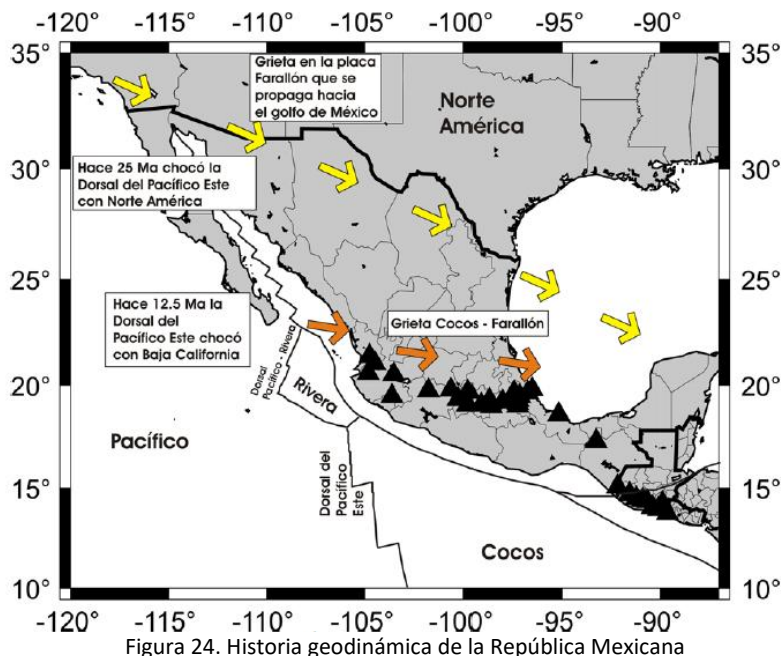 -120° -115° -110° -105° -100° -95° -90°
35°
Grieta en la placa
Farallón que se
propaga hacia
el golfo de México
Norte
América
30°
30°
35°
Hace 25 Ma chocó la
Dorsal del Pacífico Este
con Norte América
25°
25°
Hace 12.5 Ma la
Dorsal del
Pacífico Este chocó
con Baja California
Grieta Cocos - Farallón
20°
20°
Dorsal
Pacífico - Rivera
Rivera
Pacífico
Dorsal del
Pacífico
Este
15°
15°
Cocos
10°
10°
-120° -115° -110° -105° -100° -95° -90°
Figura 24. Historia geodinámica de la República Mexicana